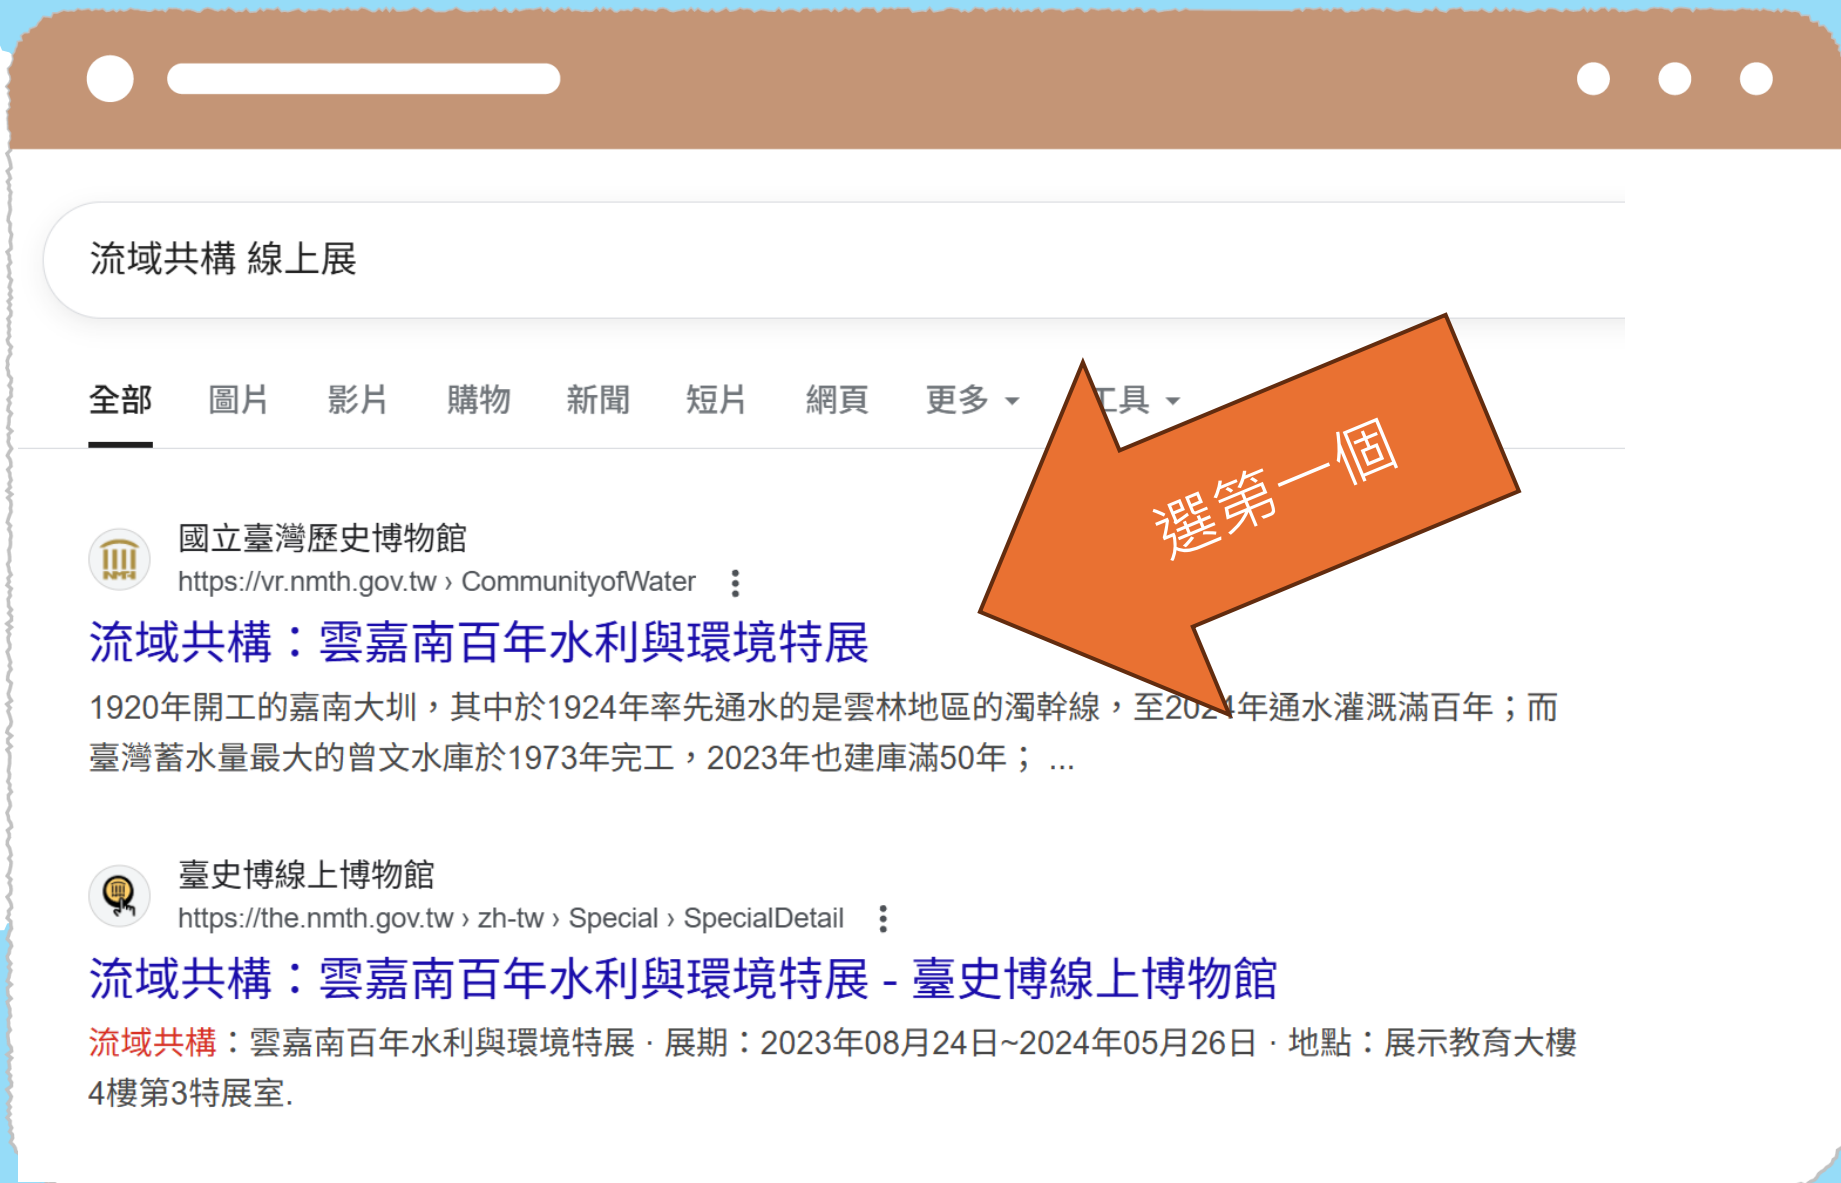 流域共構 線上展
全部 圖片 影片 購物 新聞 短片 網頁 更多 工具
選第一個
國立臺灣歷史博物館
https://vr.nmth.gov.tw › CommunityofWater
流域共構：雲嘉南百年水利與環境特展
1920年開工的嘉南大圳，其中於1924年率先通水的是雲林地區的濁幹線，至2024年通水灌溉滿百年；而
臺灣蓄水量最大的曾文水庫於1973年完工，2023年也建庫滿50年； ...
臺史博線上博物館
https://the.nmth.gov.tw › zh-tw › Special › SpecialDetail
流域共構：雲嘉南百年水利與環境特展 - 臺史博線上博物館
流域共構：雲嘉南百年水利與環境特展 · 展期：2023年08月24日~2024年05月26日 · 地點：展示教育大樓
4樓第3特展室.